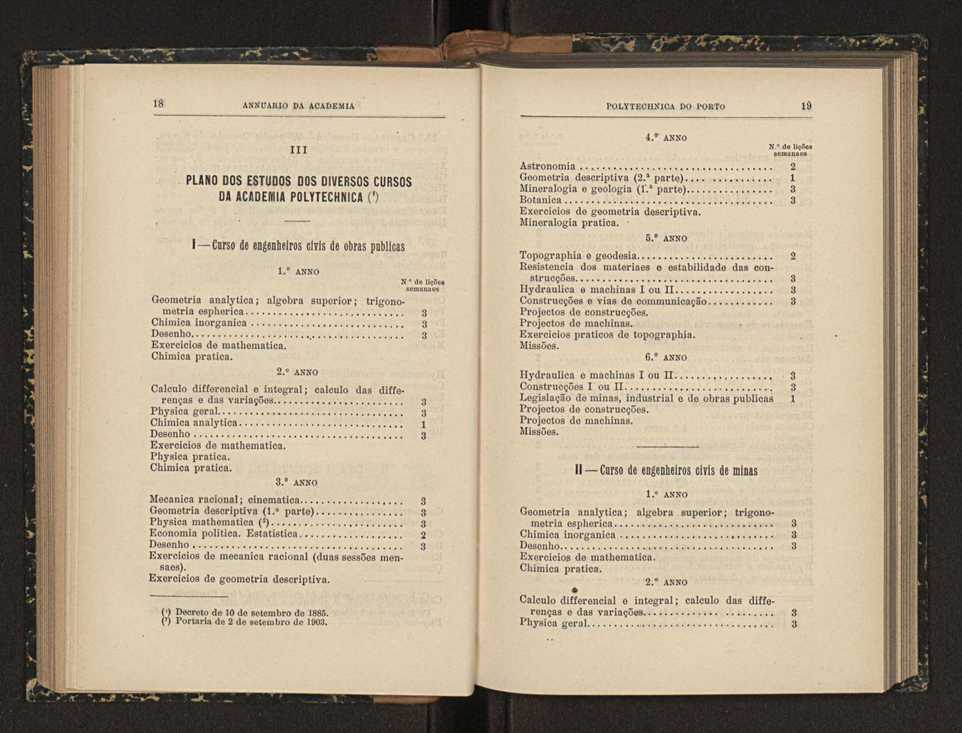 18 ANNUARIO DA ACADEMIA
III
PLANO DOS ESTUDOS DOS DIVERSOS CURSOS
DA ACADEMIA POLYTECHNICA (¹)
I — Curso de engenheiros civis de obras publicas
1.º ANNO
N.º de lições
semanaes
Geometria analytica; algebra superior; trigono-
metria espherica . . . . . . . . . . 3
Chimica inorganica . . . . . . . . . . 3
Desenho . . . . . . . . . . 3
Exercicios de mathematica.
Chimica pratica.
2.º ANNO
Calculo differencial e integral; calculo das diffe-
renças e das variações . . . . . . . . . . 3
Physica geral . . . . . . . . . . 3
Chimica analytica . . . . . . . . . . 1
Desenho . . . . . . . . . . 3
Exercicios de mathematica.
Physica pratica.
Chimica pratica.
3.º ANNO
Mecanica racional; cinematica . . . . . . . . . . 3
Geometria descriptiva (1.ª parte) . . . . . . . . . . 3
Physica mathematica (²) . . . . . . . . . . 3
Economia politica. Estatistica . . . . . . . . . . 2
Desenho . . . . . . . . . . 3
Exercicios de mecanica racional (duas sessões men-
saes).
Exercicios de geometria descriptiva.
(¹) Decreto de 10 de setembro de 1885.
(²) Portaria de 2 de setembro de 1903.
POLYTECHNICA DO PORTO 19
4.º ANNO
N.º de lições
semanaes
Astronomia . . . . . . . . . . 2
Geometria descriptiva (2.ª parte) . . . . . . . . . . 1
Mineralogia e geologia (1.ª parte) . . . . . . . . . . 3
Botanica . . . . . . . . . . 3
Exercicios de geometria descriptiva.
Mineralogia pratica.
5.º ANNO
Topographia e geodesia . . . . . . . . . . 2
Resistencia dos materiaes e estabilidade das con-
strucções . . . . . . . . . . 3
Hydraulica e machinas I ou II . . . . . . . . . . 3
Construcções e vias de communicação . . . . . . . . . . 3
Projectos de construcções.
Projectos de machinas.
Exercicios praticos de topographia.
Missões.
6.º ANNO
Hydraulica e machinas I ou II . . . . . . . . . . 3
Construcções I ou II . . . . . . . . . . 3
Legislação de minas, industrial e de obras publicas 1
Projectos de construcções.
Projectos de machinas.
Missões.
II — Curso de engenheiros civis de minas
1.º ANNO
Geometria analytica; algebra superior; trigono-
metria espherica . . . . . . . . . . 3
Chimica inorganica . . . . . . . . . . 3
Desenho . . . . . . . . . . 3
Exercicios de mathematica.
Chimica pratica.
2.º ANNO
Calculo differencial e integral; calculo das diffe-
renças e das variações . . . . . . . . . . 3
Physica geral . . . . . . . . . . 3